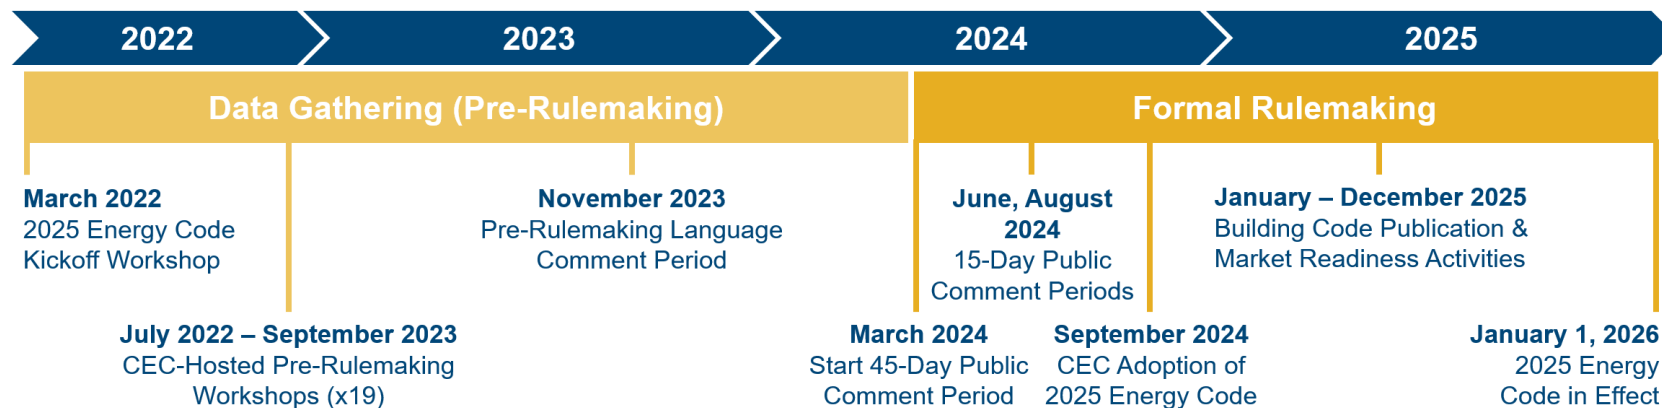 2022
2023
2024
2025
Data Gathering (Pre-Rulemaking)
Formal Rulemaking
March 2022
2025 Energy Code
Kickoff Workshop
July 2022 – September 2023
CEC-Hosted Pre-Rulemaking
Workshops (x19)
November 2023
Pre-Rulemaking Language
Comment Period
March 2024
Start 45-Day Public
Comment Period
June, August
2024
15-Day Public
Comment Periods
September 2024
CEC Adoption of
2025 Energy Code
January – December 2025
Building Code Publication &
Market Readiness Activities
January 1, 2026
2025 Energy
Code in Effect